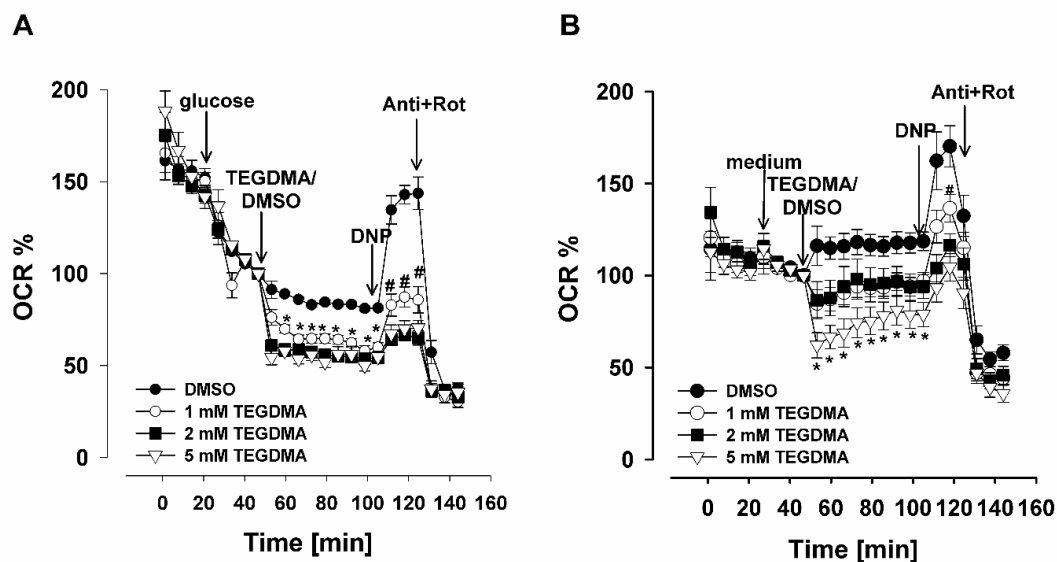 A
200
150
100
50
0
OCR %
glucose
TEGDMA/
DMSO
DNP
Anti+Rot
# # #
* **** * * *
DMSO
1 mM TEGDMA
2 mM TEGDMA
5 mM TEGDMA
0 20 40 60 80 100 120 140 160
Time [min]
B
200
150
100
50
0
OCR %
medium
TEGDMA/
DMSO
DNP
Anti+Rot
#
* * * * * * * * *
DMSO
1 mM TEGDMA
2 mM TEGDMA
5 mM TEGDMA
0 20 40 60 80 100 120 140 160
Time [min]